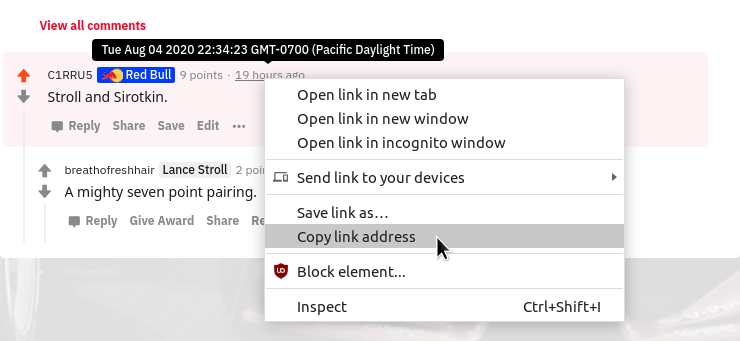 View all comments
Tue Aug 04 2020 22:34:23 GMT-0700 (Pacific Daylight Time)
C1RRU5 Red Bull 9 points · 19 hours ago
Stroll and Sirotkin.
Reply Share Save Edit ...
breathofreshhair Lance Stroll 2
A mighty seven point pairing.
Reply Give Award Share
Open link in new tab
Open link in new window
Open link in incognito window
Send link to your devices
Save link as...
Copy link address
Block element...
Inspect Ctrl+Shift+I